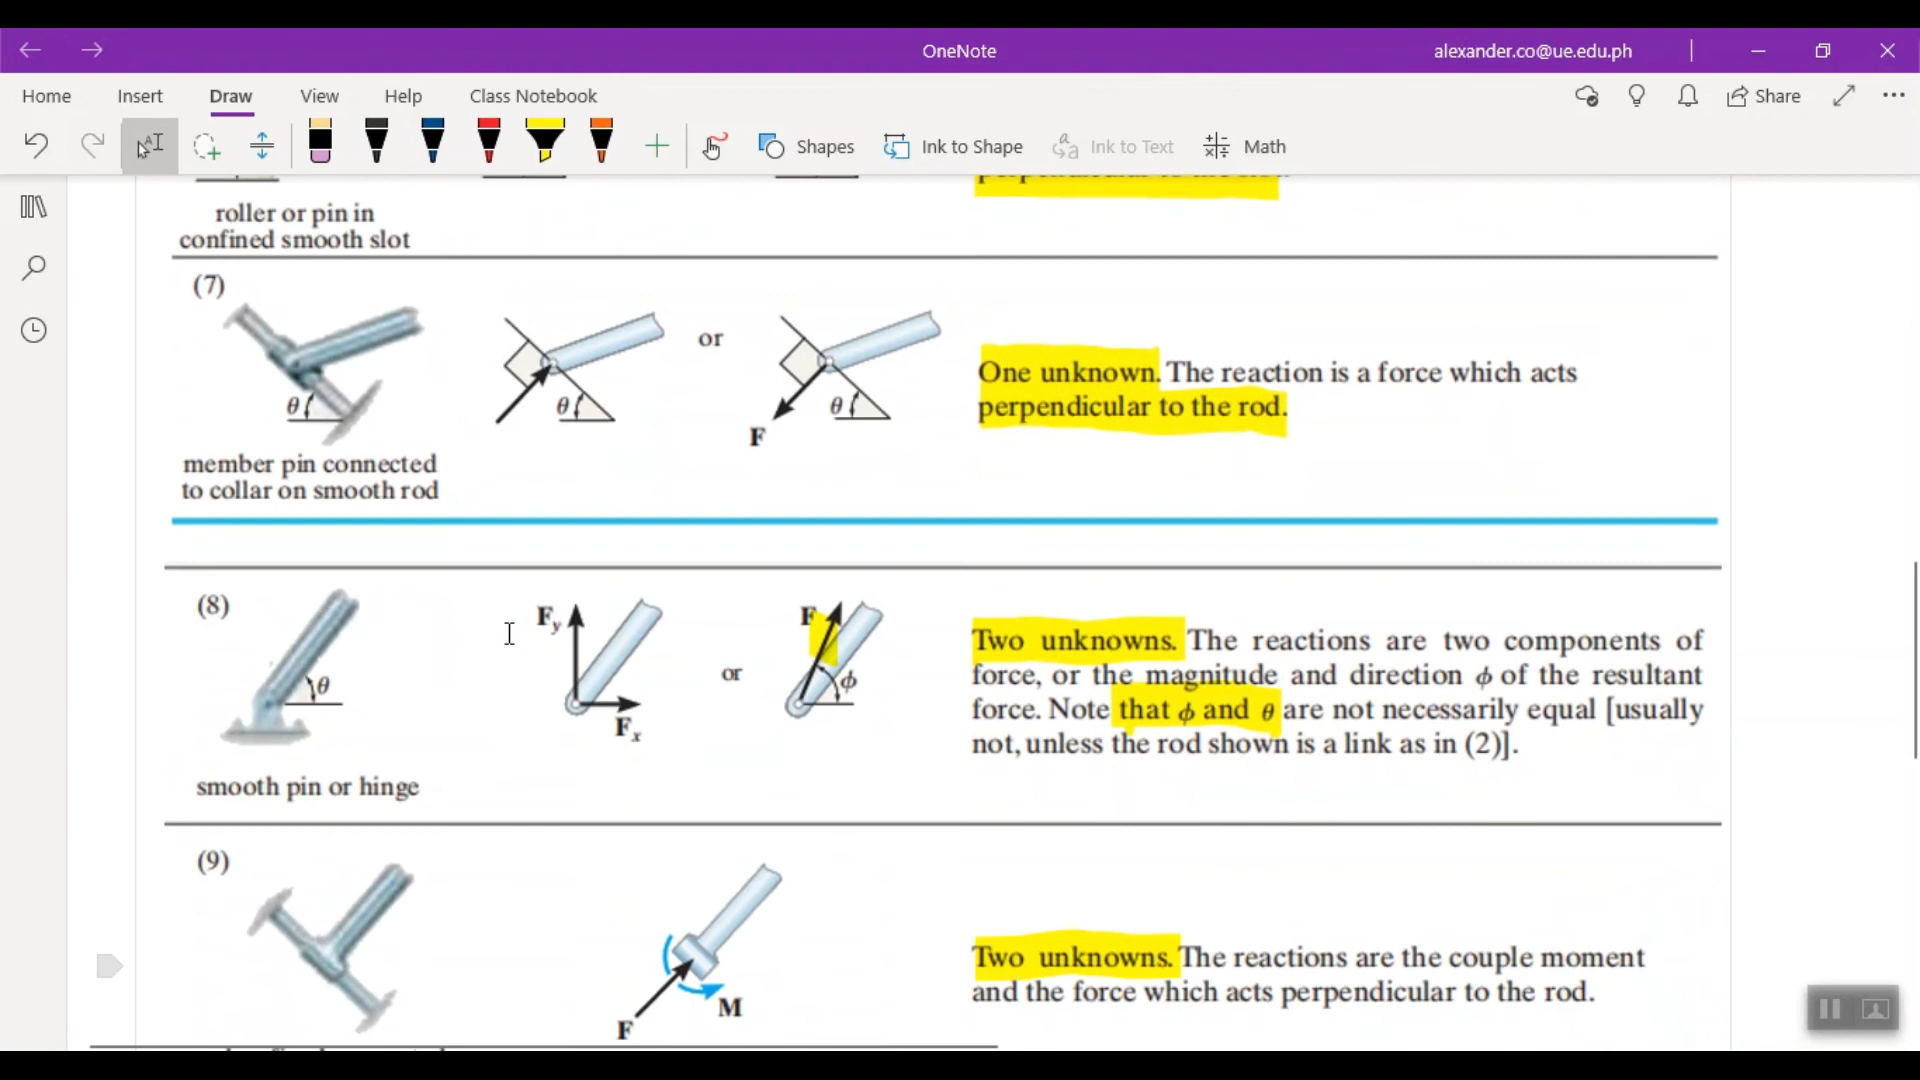 OneNote
alexander.co@ue.edu.ph
Home
Insert
Draw
View
Help
Class Notebook
Share
Shapes
Ink to Shape
Ink to Text
Math
roller or pin in
confined smooth slot
(7)
θ
θ
or
θ
F
member pin connected
to collar on smooth rod
One unknown. The reaction is a force which acts
perpendicular to the rod.
(8)
θ
Fy
Fx
or
F
ϕ
smooth pin or hinge
Two unknowns. The reactions are two components of
force, or the magnitude and direction ϕ of the resultant
force. Note that ϕ and θ are not necessarily equal [usually
not, unless the rod shown is a link as in (2)].
(9)
F
M
Two unknowns. The reactions are the couple moment
and the force which acts perpendicular to the rod.